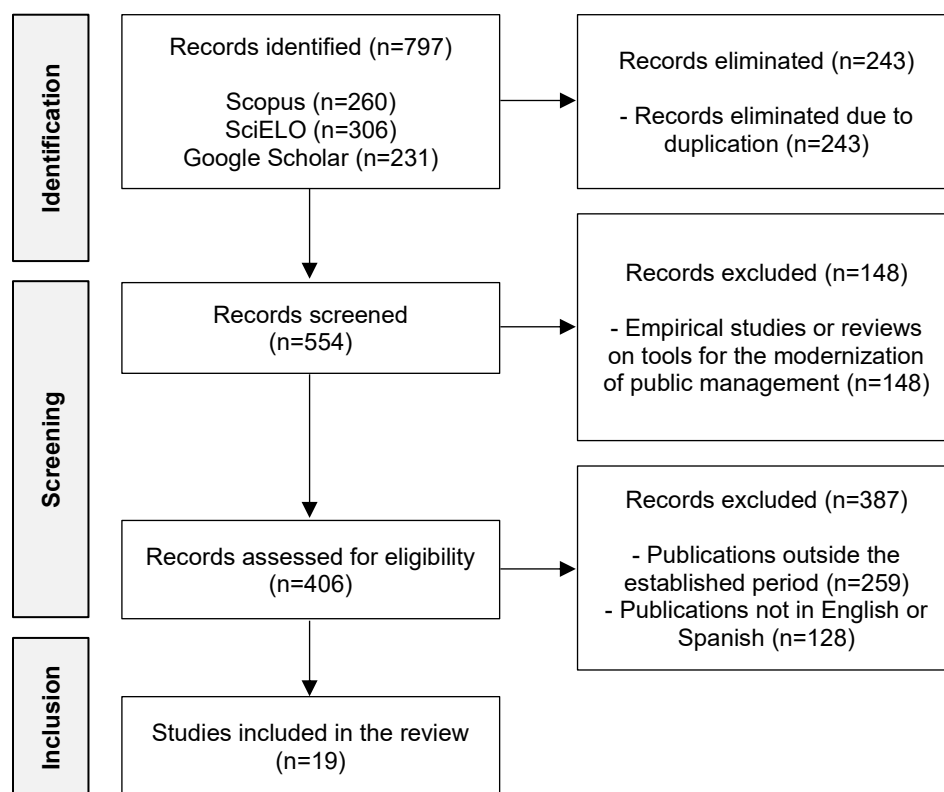 Identification
Records identified (n=797)
Scopus (n=260)
SciELO (n=306)
Google Scholar (n=231)
Records eliminated (n=243)
- Records eliminated due to
duplication (n=243)
Screening
Records screened
(n=554)
Records excluded (n=148)
- Empirical studies or reviews
on tools for the modernization
of public management (n=148)
Records assessed for eligibility
(n=406)
Records excluded (n=387)
- Publications outside the
established period (n=259)
- Publications not in English or
Spanish (n=128)
Inclusion
Studies included in the review
(n=19)